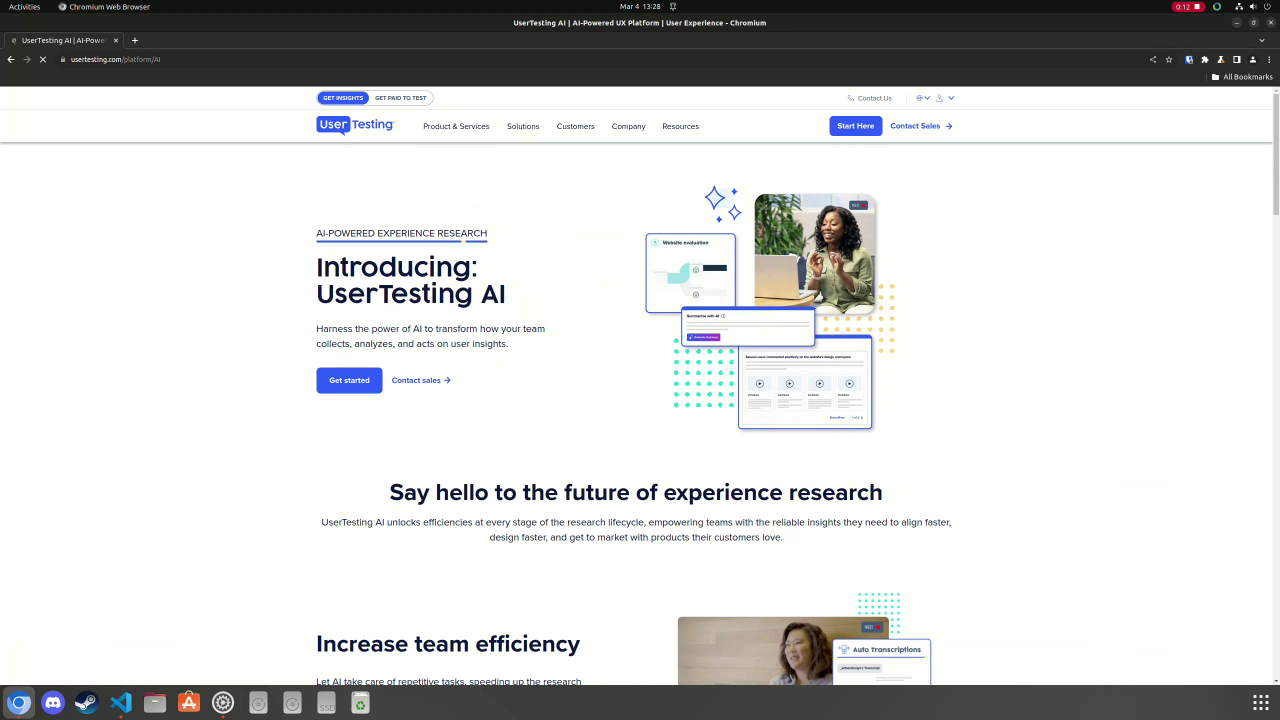 Activities
Chromium Web Browser
Mar 4 13:28
0:12
UserTesting AI | AI-Powered UX Platform | User Experience - Chromium
UserTesting AI | AI-Power
usertesting.com/platform/AI
All Bookmarks
GET INSIGHTS
GET PAID TO TEST
Contact Us
User Testing
Product & Services
Solutions
Customers
Company
Resources
Start Here
Contact Sales
AI-POWERED EXPERIENCE RESEARCH
Introducing:
UserTesting AI
Harness the power of AI to transform how your team
collects, analyzes, and acts on user insights.
Get started
Contact sales
REC
Website evaluation
Summarize with AI
Several users commented positively on the website's design and layout.
Show More
Say hello to the future of experience research
UserTesting AI unlocks efficiencies at every stage of the research lifecycle, empowering teams with the reliable insights they need to align faster,
design faster, and get to market with products their customers love.
Increase team efficiency
Let AI take care of repetitive tasks, speeding up the research
REC
Auto Transcriptions
SSD